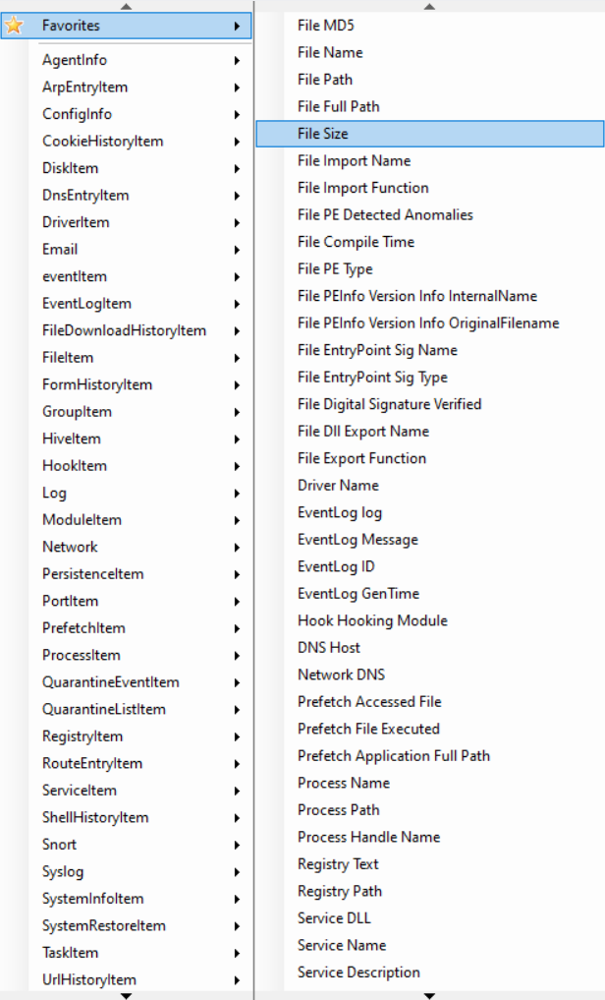 Favorites
AgentInfo
ArpEntryItem
ConfigInfo
CookieHistoryItem
DiskItem
DnsEntryItem
DriverItem
Email
eventItem
EventLogItem
FileDownloadHistoryItem
FileItem
FormHistoryItem
GroupItem
HiveItem
HookItem
Log
ModuleItem
Network
PersistenceItem
PortItem
PrefetchItem
ProcessItem
QuarantineEventItem
QuarantineListItem
RegistryItem
RouteEntryItem
ServiceItem
ShellHistoryItem
Snort
Syslog
SystemInfoItem
SystemRestoreItem
TaskItem
UrlHistoryItem
File MD5
File Name
File Path
File Full Path
File Size
File Import Name
File Import Function
File PE Detected Anomalies
File Compile Time
File PE Type
File PEInfo Version Info InternalName
File PEInfo Version Info OriginalFilename
File EntryPoint Sig Name
File EntryPoint Sig Type
File Digital Signature Verified
File Dll Export Name
File Export Function
Driver Name
EventLog log
EventLog Message
EventLog ID
EventLog GenTime
Hook Hooking Module
DNS Host
Network DNS
Prefetch Accessed File
Prefetch File Executed
Prefetch Application Full Path
Process Name
Process Path
Process Handle Name
Registry Text
Registry Path
Service DLL
Service Name
Service Description